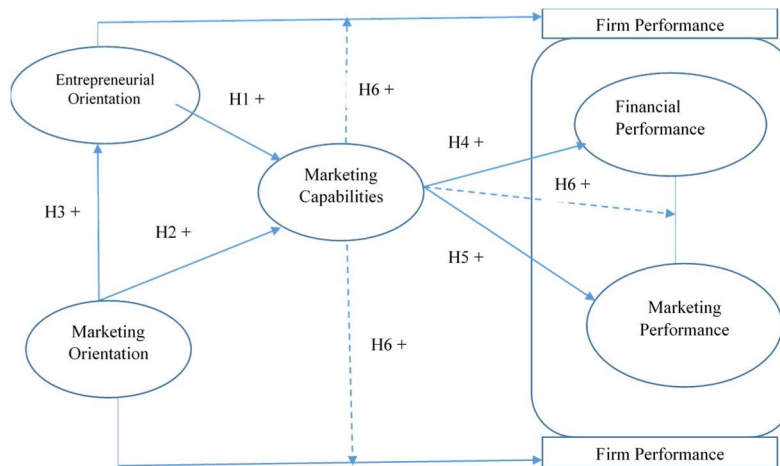 Firm Performance
Entrepreneurial
Orientation
H1 +
H6 +
Financial
Performance
H4 +
Marketing
Capabilities
H6 +
H3 +
H2 +
H5 +
Marketing
Orientation
Marketing
Performance
H6 +
Firm Performance